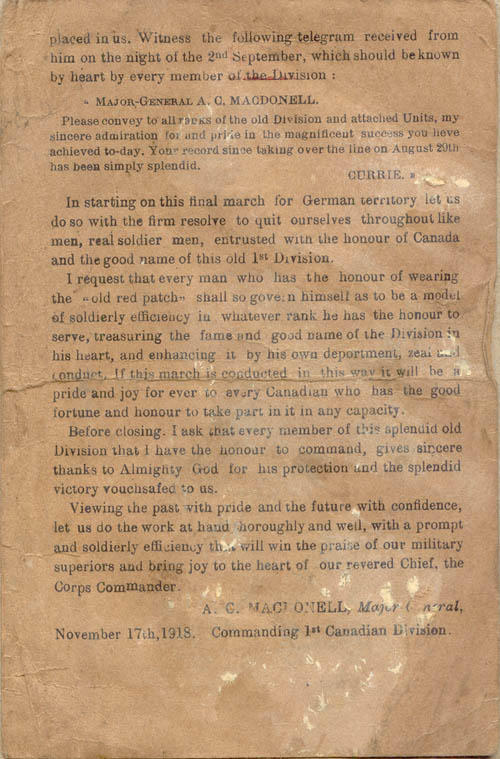 placed in us. Witness the following telegram received from
him on the night of the 2nd September, which should be known
by heart by every member of the Division :
« MAJOR-GENERAL A. C. MACDONELL.
Please convey to all ranks of the old Division and attached Units, my
sincere admiration for and pride in the magnificent success you have
achieved to-day. Your record since taking over the line on August 29th
has been simply splendid.
CURRIE. »
In starting on this final march for German territory let us
do so with the firm resolve to quit ourselves throughout like
men, real soldier men, entrusted with the honour of Canada
and the good name of this old 1st Division.
I request that every man who has the honour of wearing
the «old red patch» shall so govern himself as to be a model
of soldierly efficiency in whatever rank he has the honour to
serve, treasuring the fame and good name of the Division in
his heart, and enhancing it by his own deportment, zeal and
conduct. If this march is conducted in this way it will be a
pride and joy for ever to every Canadian who has the good
fortune and honour to take part in it in any capacity.
Before closing. I ask that every member of this splendid old
Division that I have the honour to command, gives sincere
thanks to Almighty God for his protection and the splendid
victory vouchsafed to us.
Viewing the past with pride and the future with confidence,
let us do the work at hand thoroughly and well, with a prompt
and soldierly efficiency that will win the praise of our military
superiors and bring joy to the heart of our revered Chief, the
Corps Commander.
A. C. MACDONELL, Major General,
November 17th, 1918. Commanding 1st Canadian Division.